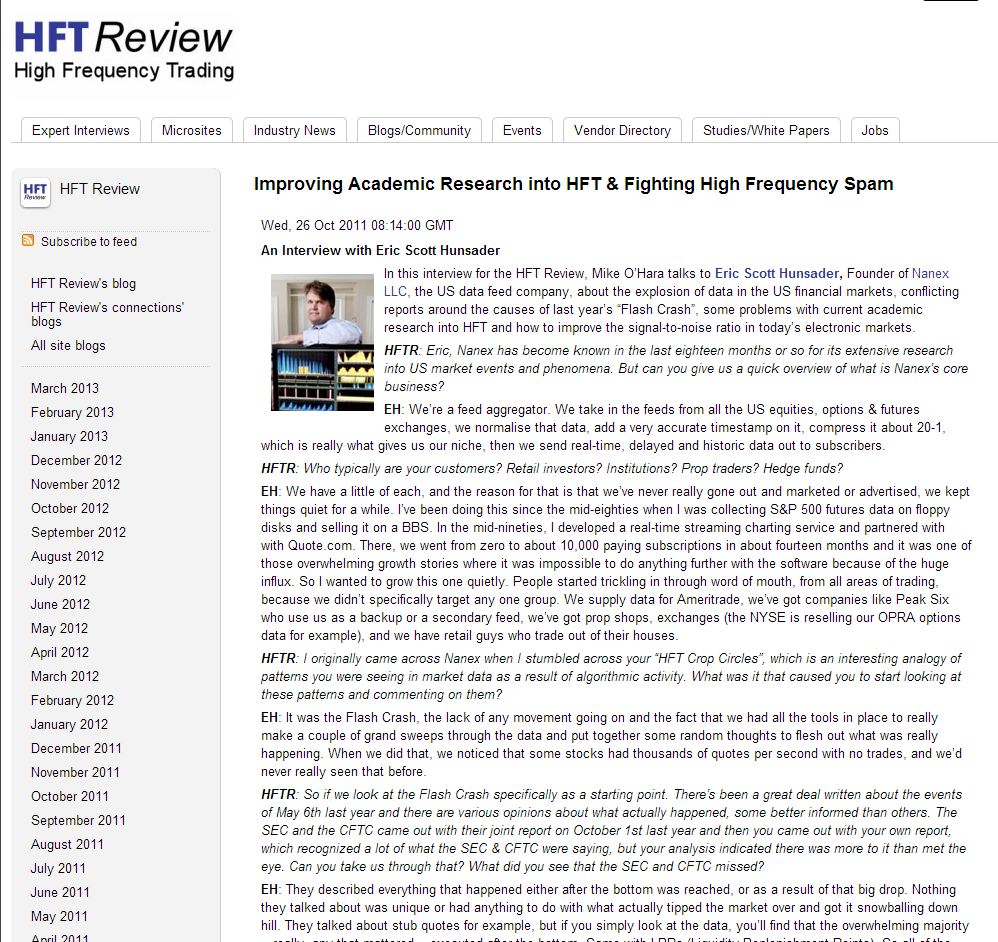 HFT Review
High Frequency Trading
Expert Interviews
Microsites
Industry News
Blogs/Community
Events
Vendor Directory
Studies/White Papers
Jobs
HFT
Review
HFT Review
Subscribe to feed
HFT Review's blog
HFT Review's connections'
blogs
All site blogs
March 2013
February 2013
January 2013
December 2012
November 2012
October 2012
September 2012
August 2012
July 2012
June 2012
May 2012
April 2012
March 2012
February 2012
January 2012
December 2011
November 2011
October 2011
September 2011
August 2011
July 2011
June 2011
May 2011
April 2011
Improving Academic Research into HFT & Fighting High Frequency Spam
Wed, 26 Oct 2011 08:14:00 GMT
An Interview with Eric Scott Hunsader
In this interview for the HFT Review, Mike O'Hara talks to Eric Scott Hunsader, Founder of Nanex
LLC, the US data feed company, about the explosion of data in the US financial markets, conflicting
reports around the causes of last year's “Flash Crash”, some problems with current academic
research into HFT and how to improve the signal-to-noise ratio in today's electronic markets.
HFTR: Eric, Nanex has become known in the last eighteen months or so for its extensive research
into US market events and phenomena. But can you give us a quick overview of what is Nanex's core
business?
EH: We're a feed aggregator. We take in the feeds from all the US equities, options & futures
exchanges, we normalise that data, add a very accurate timestamp on it, compress it about 20-1,
which is really what gives us our niche, then we send real-time, delayed and historic data out to subscribers.
HFTR: Who typically are your customers? Retail investors? Institutions? Prop traders? Hedge funds?
EH: We have a little of each, and the reason for that is that we've never really gone out and marketed or advertised, we kept
things quiet for a while. I've been doing this since the mid-eighties when I was collecting S&P 500 futures data on floppy
disks and selling it on a BBS. In the mid-nineties, I developed a real-time streaming charting service and partnered with
with Quote.com. There, we went from zero to about 10,000 paying subscriptions in about fourteen months and it was one of
those overwhelming growth stories where it was impossible to do anything further with the software because of the huge
influx. So I wanted to grow this one quietly. People started trickling in through word of mouth, from all areas of trading,
because we didn't specifically target any one group. We supply data for Ameritrade, we've got companies like Peak Six
who use us as a backup or a secondary feed, we've got prop shops, exchanges (the NYSE is reselling our OPRA options
data for example), and we have retail guys who trade out of their houses.
HFTR: I originally came across Nanex when I stumbled across your “HFT Crop Circles”, which is an interesting analogy of
patterns you were seeing in market data as a result of algorithmic activity. What was it that caused you to start looking at
these patterns and commenting on them?
EH: It was the Flash Crash, the lack of any movement going on and the fact that we had all the tools in place to really
make a couple of grand sweeps through the data and put together some random thoughts to flesh out what was really
happening. When we did that, we noticed that some stocks had thousands of quotes per second with no trades, and we'd
never really seen that before.
HFTR: So if we look at the Flash Crash specifically as a starting point. There's been a great deal written about the events
of May 6th last year and there are various opinions about what actually happened, some better informed than others. The
SEC and the CFTC came out with their joint report on October 1st last year and then you came out with your own report,
which recognized a lot of what the SEC & CFTC were saying, but your analysis indicated there was more to it than met the
eye. Can you take us through that? What did you see that the SEC and CFTC missed?
EH: They described everything that happened either after the bottom was reached, or as a result of that big drop. Nothing
they talked about was unique or had anything to do with what actually tipped the market over and got it snowballing down
hill. They talked about stub quotes for example, but if you simply look at the data, you'll find that the overwhelming majority
– really, any that mattered – executed after the bottom. Same with LRPs (Liquidity Replenishment Points). So all of the